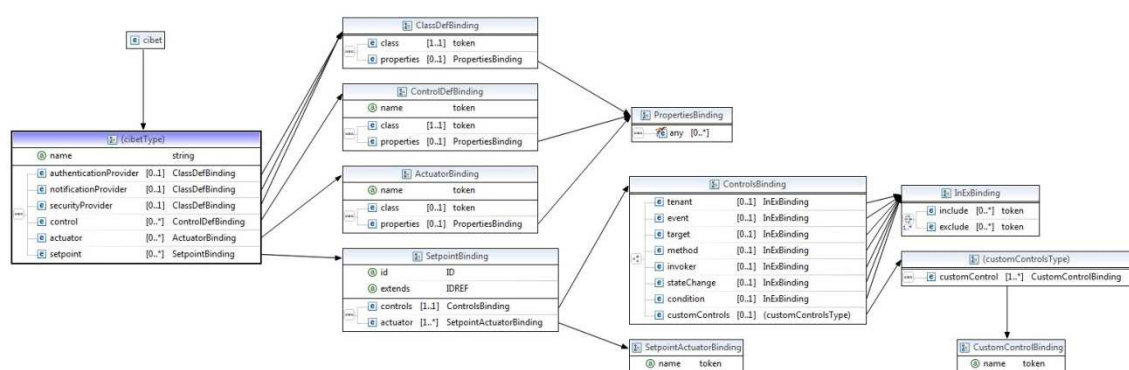 cibet
(cibetType)
name string
authenticationProvider [0..1] ClassDefBinding
notificationProvider [0..1] ClassDefBinding
securityProvider [0..1] ClassDefBinding
control [0..*] ControlDefBinding
actuator [0..*] ActuatorBinding
setpoint [0..*] SetpointBinding
ClassDefBinding
class [1..1] token
properties [0..1] PropertiesBinding
ControlDefBinding
name token
class [1..1] token
properties [0..1] PropertiesBinding
ActuatorBinding
name token
class [0..1] token
properties [0..1] PropertiesBinding
SetpointBinding
id ID
extends IDREF
controls [1..1] ControlsBinding
actuator [1..*] SetpointActuatorBinding
PropertiesBinding
any [0..*]
ControlsBinding
tenant [0..1] InExBinding
event [0..1] InExBinding
target [0..1] InExBinding
method [0..1] InExBinding
invoker [0..1] InExBinding
stateChange [0..1] InExBinding
condition [0..1] InExBinding
customControls [0..1] (customControlsType)
SetpointActuatorBinding
name token
InExBinding
1..*
include [0..*] token
exclude [0..*] token
(customControlsType)
customControl [1..*] CustomControlBinding
CustomControlBinding
name token